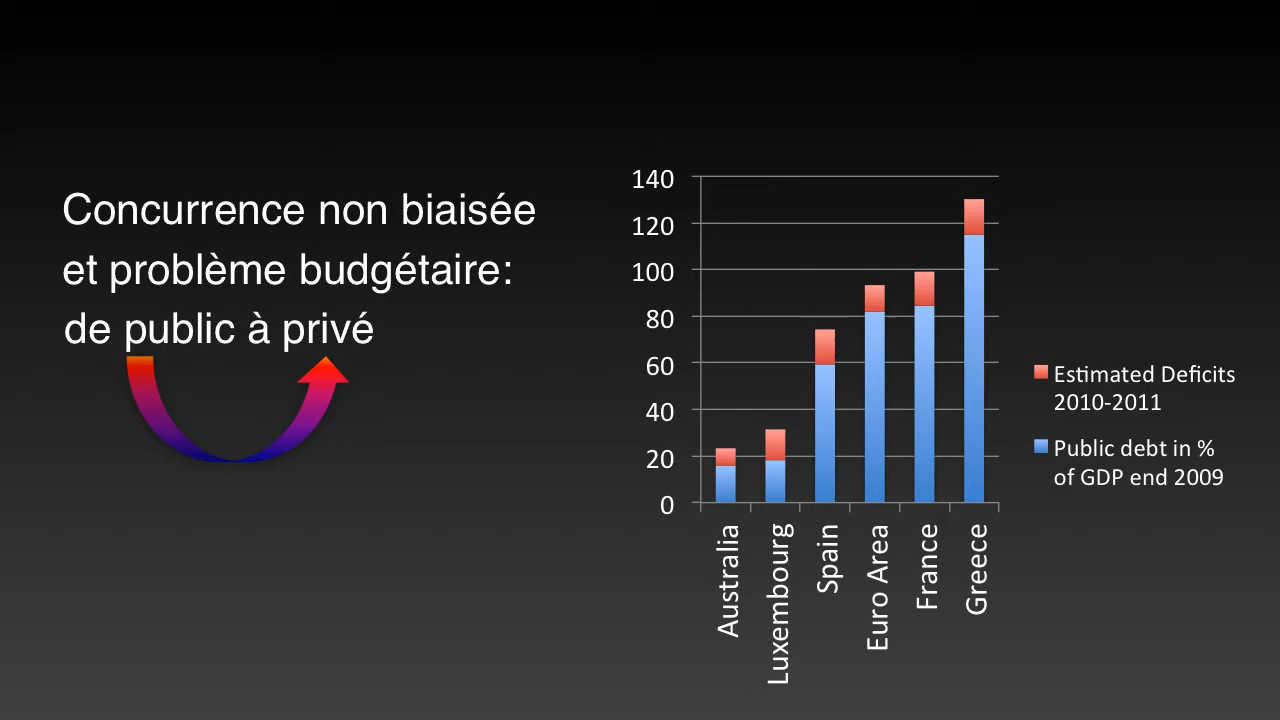 Concurrence non biaisée
et problème budgétaire:
de public à privé
140
120
100
80
60
40
20
0
Australia
Luxembourg
Spain
Euro Area
France
Greece
Estimated Deficits
2010-2011
Public debt in %
of GDP end 2009